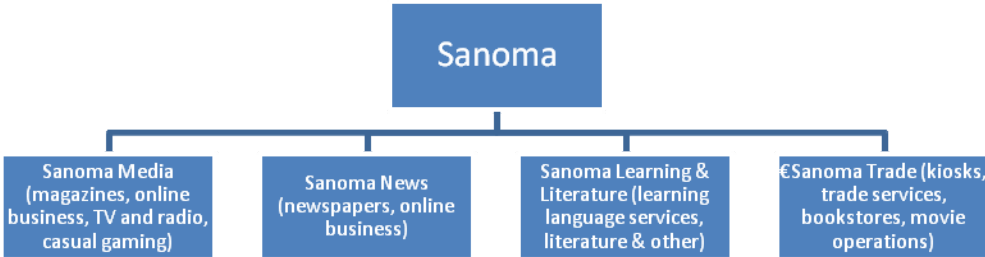 Sanoma
Sanoma Media
(magazines, online
business, TV and radio,
casual gaming)
Sanoma News
(newspapers, online
business)
Sanoma Learning &
Literature (learning
language services,
literature & other)
€Sanoma Trade (kiosks,
trade services,
bookstores, movie
operations)